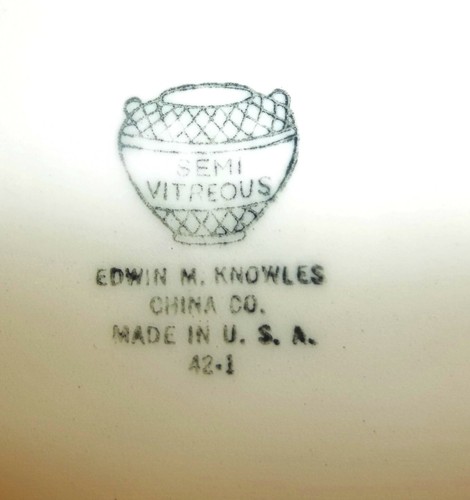 SEMI
VITREOUS
EDWIN M. KNOWLES
CHINA CO.
MADE IN U. S. A.
42-1